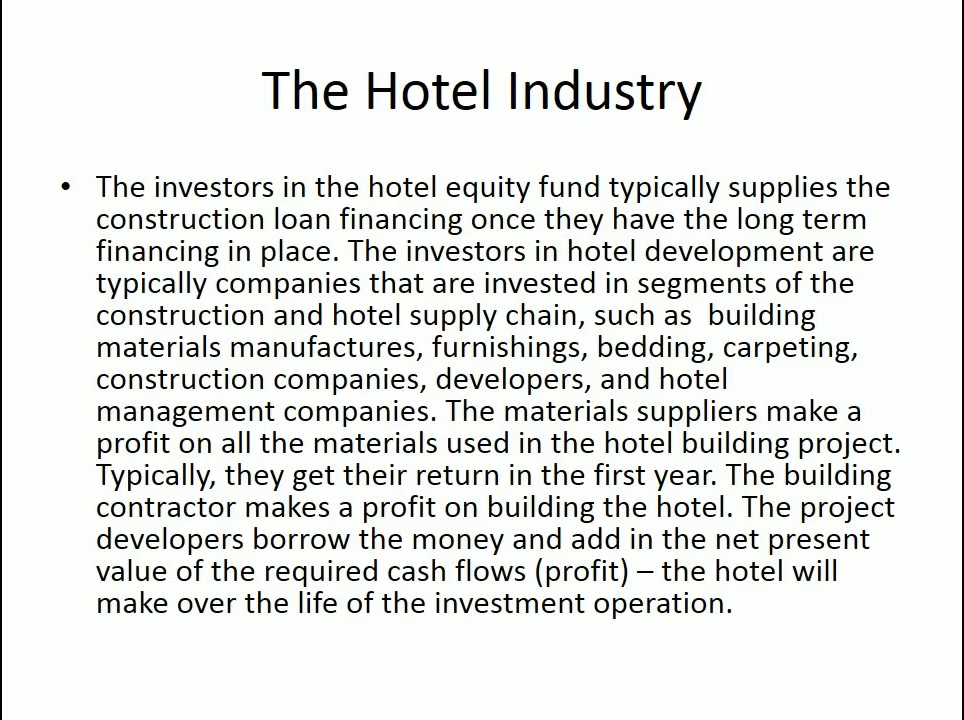 The Hotel Industry
• The investors in the hotel equity fund typically supplies the
construction loan financing once they have the long term
financing in place. The investors in hotel development are
typically companies that are invested in segments of the
construction and hotel supply chain, such as  building
materials manufactures, furnishings, bedding, carpeting,
construction companies, developers, and hotel
management companies. The materials suppliers make a
profit on all the materials used in the hotel building project.
Typically, they get their return in the first year. The building
contractor makes a profit on building the hotel. The project
developers borrow the money and add in the net present
value of the required cash flows (profit) – the hotel will
make over the life of the investment operation.